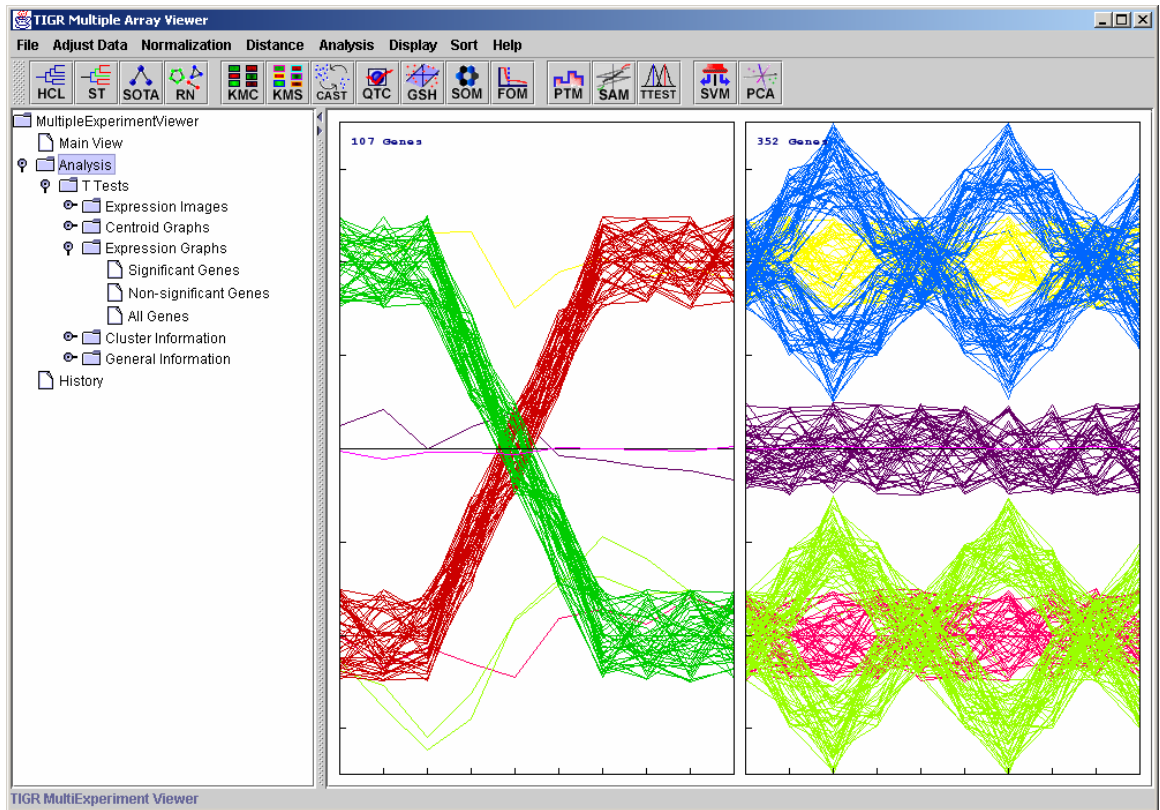 TIGR Multiple Array Viewer
File Adjust Data Normalization Distance Analysis Display Sort Help
HCL ST SOTA RN KMC KMS CAST QTC GSH SOM FOM PTM SAM TTEST SVM PCA
MultipleExperimentViewer
Main View
Analysis
T Tests
Expression Images
Centroid Graphs
Expression Graphs
Significant Genes
Non-significant Genes
All Genes
Cluster Information
General Information
History
107 Genes
352 Genes
TIGR MultiExperiment Viewer